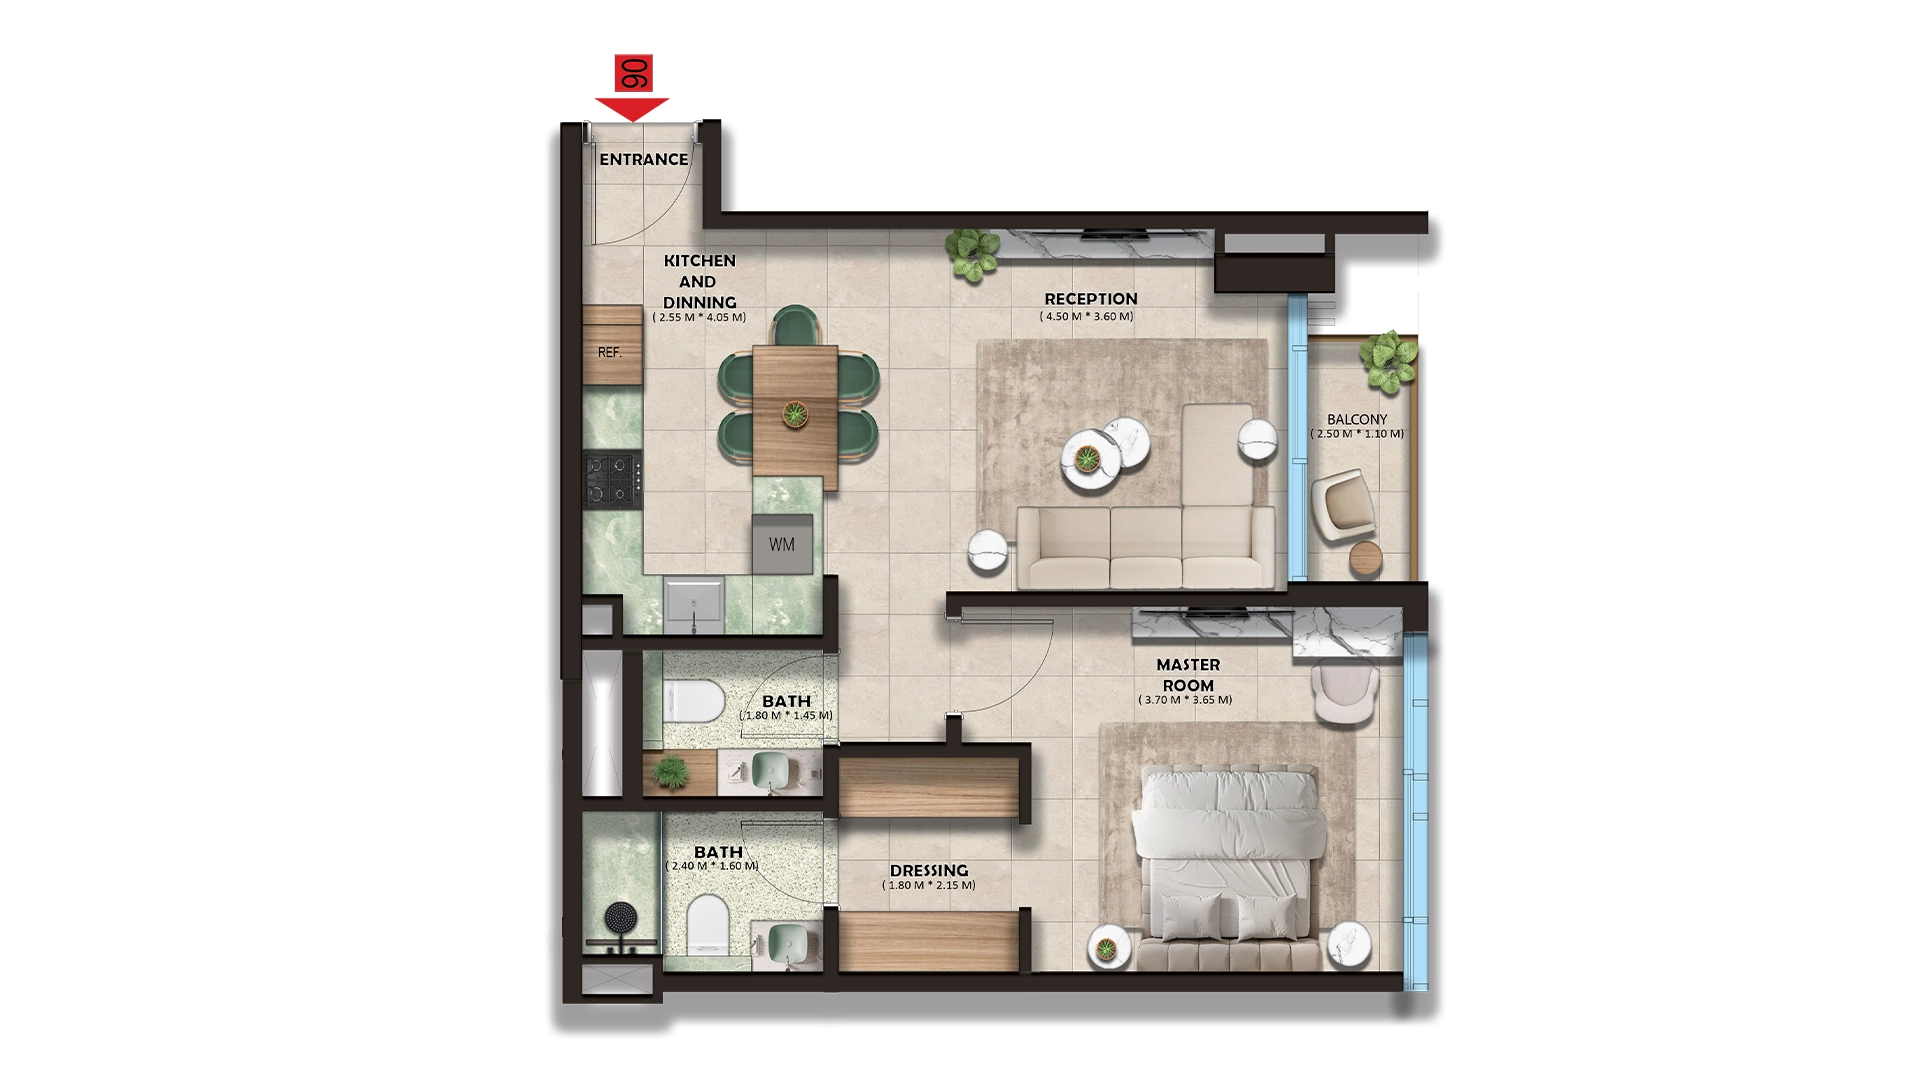 06
ENTRANCE
KITCHEN
AND
DINNING
( 2.55 M * 4.05 M)
RECEPTION
( 4.50 M * 3.60 M)
REF.
BALCONY
( 2.50 M * 1.10 M)
WM
MASTER
ROOM
( 3.70 M * 3.65 M)
BATH
( 1.80 M * 1.45 M)
BATH
( 2.40 M * 1.60 M)
DRESSING
( 1.80 M * 2.15 M)